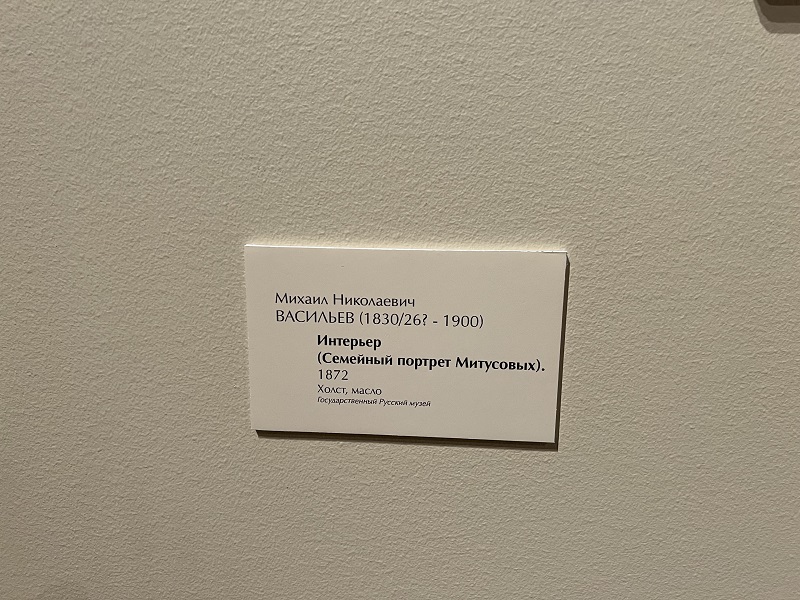 Михаил Николаевич
ВАСИЛЬЕВ (1830/26? - 1900)
Интерьер
(Семейный портрет Митусовых).
1872
Холст, масло
Государственный Русский музей